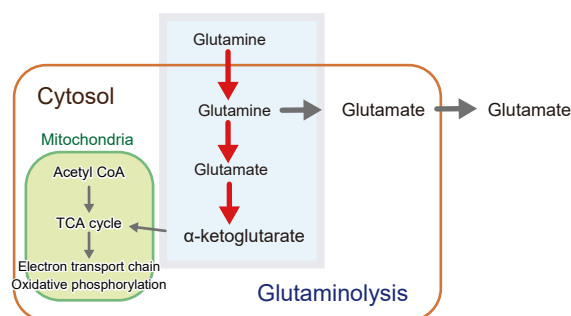 Glutamine
Cytosol
Glutamine
Glutamate
Glutamate
Mitochondria
Acetyl CoA
Glutamate
TCA cycle
α-ketoglutarate
Electron transport chain
Oxidative phosphorylation
Glutaminolysis